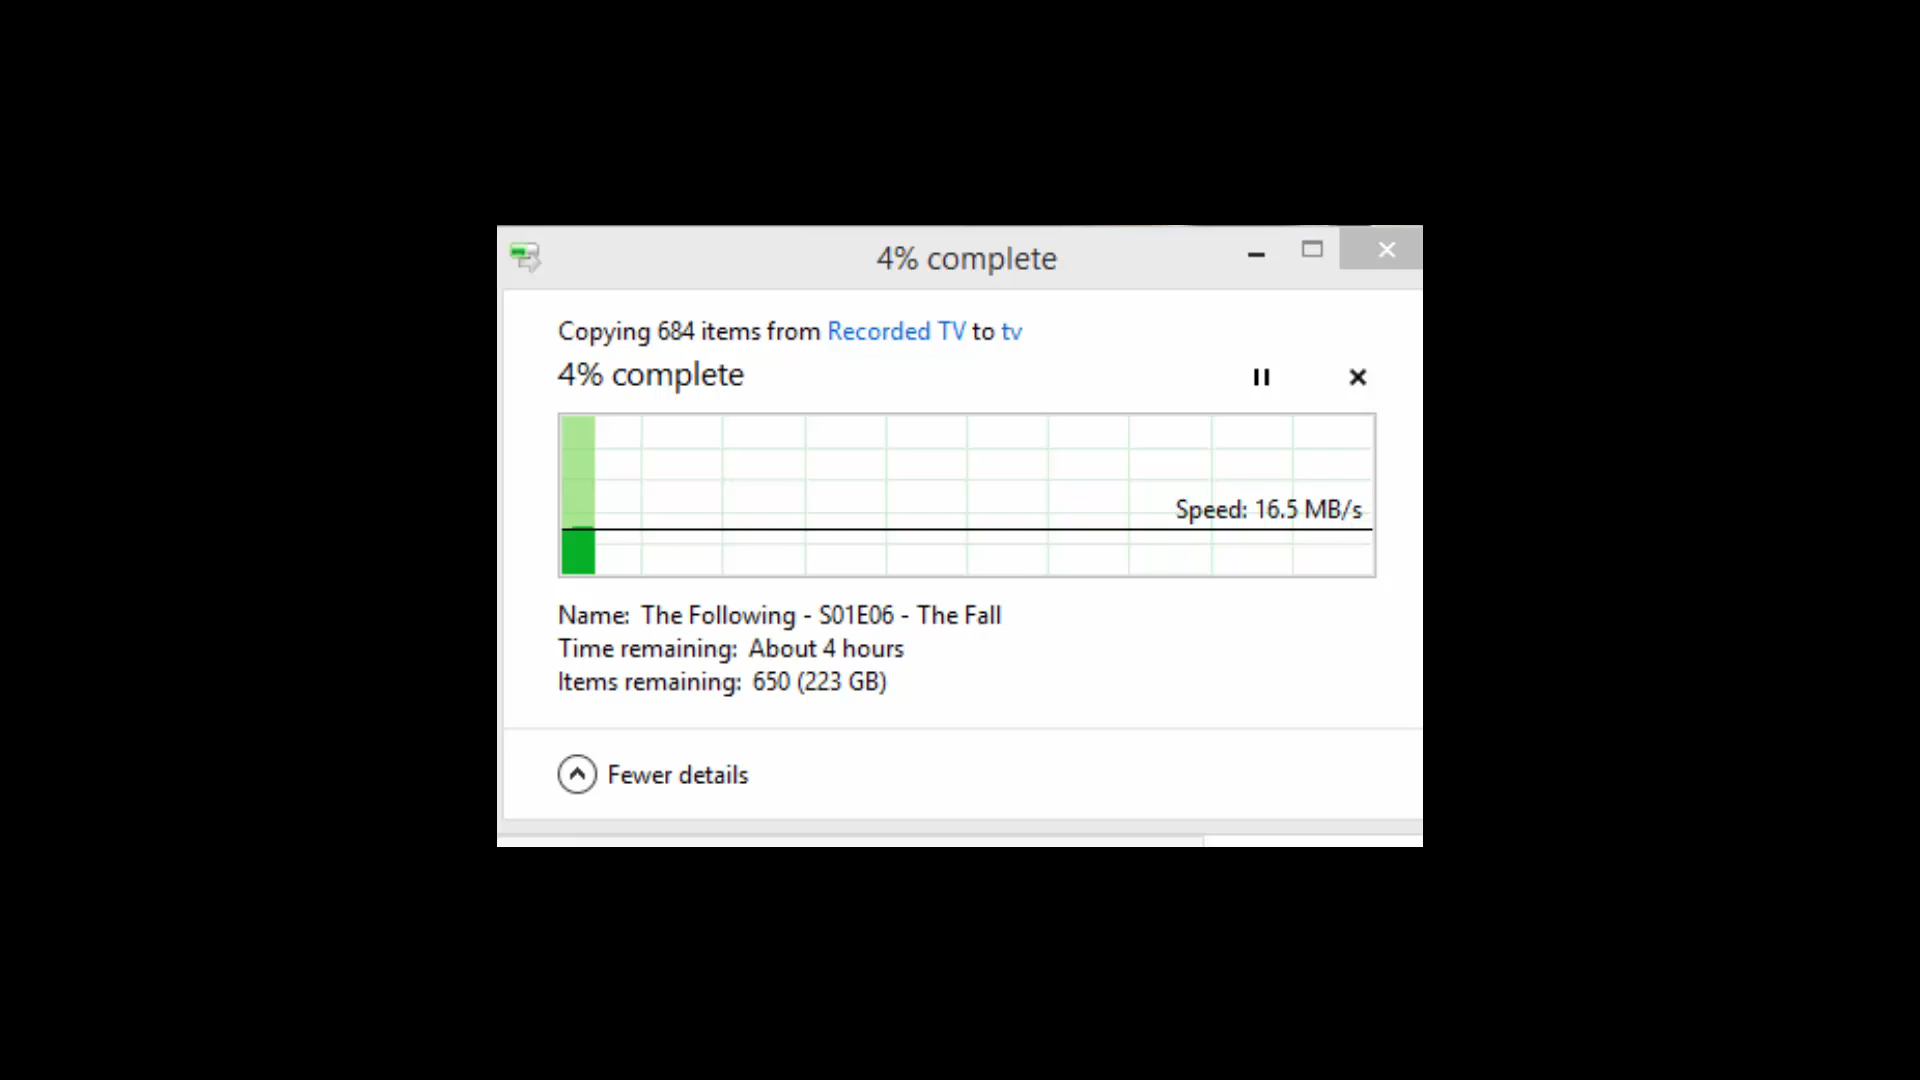 4% complete
Copying 684 items from Recorded TV to tv
4% complete
Speed: 16.5 MB/s
Name: The Following - S01E06 - The Fall
Time remaining: About 4 hours
Items remaining: 650 (223 GB)
Fewer details